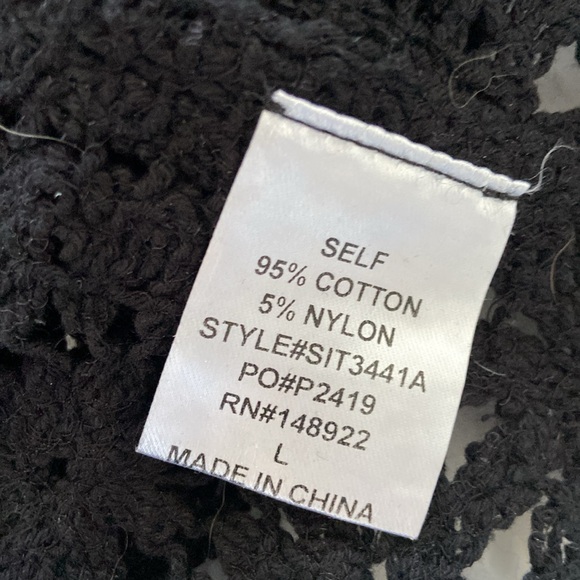 SELF
95% COTTON
5% NYLON
STYLE#SIT3441A
PO#P2419
RN#148922
L
MADE IN CHINA